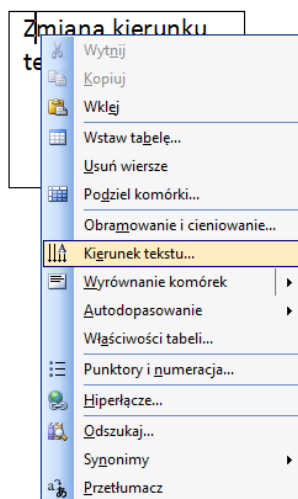 Zmiana kierunku
te
Wytnij
Kopiuj
Wklej
Wstaw tabelę...
Usuń wiersze
Podziel komórki...
Obramowanie i cieniowanie...
Kierunek tekstu...
Wyrównanie komórek
Autodopasowanie
Właściwości tabeli...
Punktory i numeracja...
Hiperłącze...
Odszukaj...
Synonimy
Przetłumacz